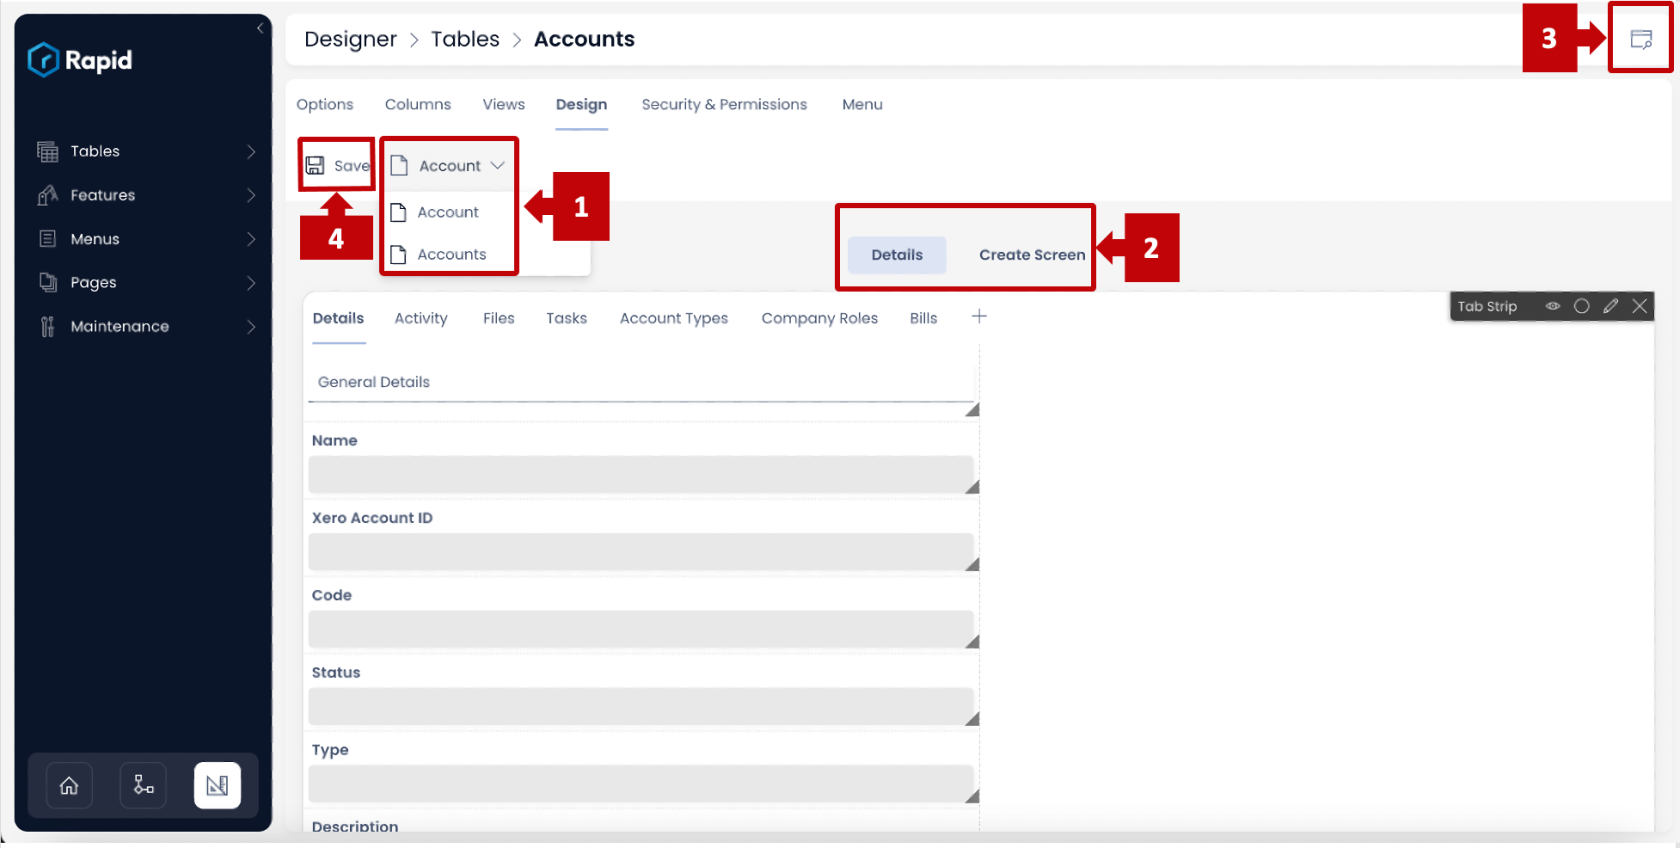 Rapid
Designer > Tables > Accounts
3
Options Columns Views Design Security & Permissions Menu
Save Account
Account
Accounts
1
4
Details Create Screen
2
Tables
Features
Menus
Pages
Maintenance
Details Activity Files Tasks Account Types Company Roles Bills +
Tab Strip
General Details
Name
Xero Account ID
Code
Status
Type
Description